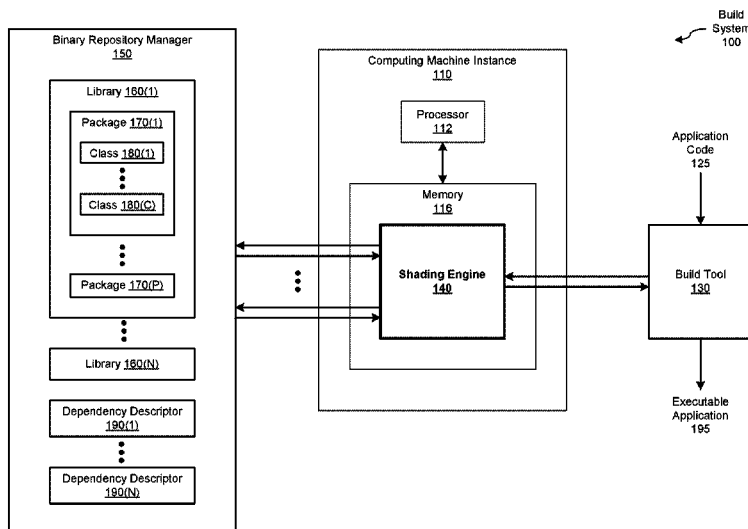 Build
System
100
Binary Repository Manager
150
Library 160(1)
Package 170(1)
Class 180(1)
Class 180(C)
Package 170(P)
Library 160(N)
Dependency Descriptor
190(1)
Dependency Descriptor
190(N)
Computing Machine Instance
110
Processor
112
Memory
116
Shading Engine
140
Application
Code
125
Build Tool
130
Executable
Application
195